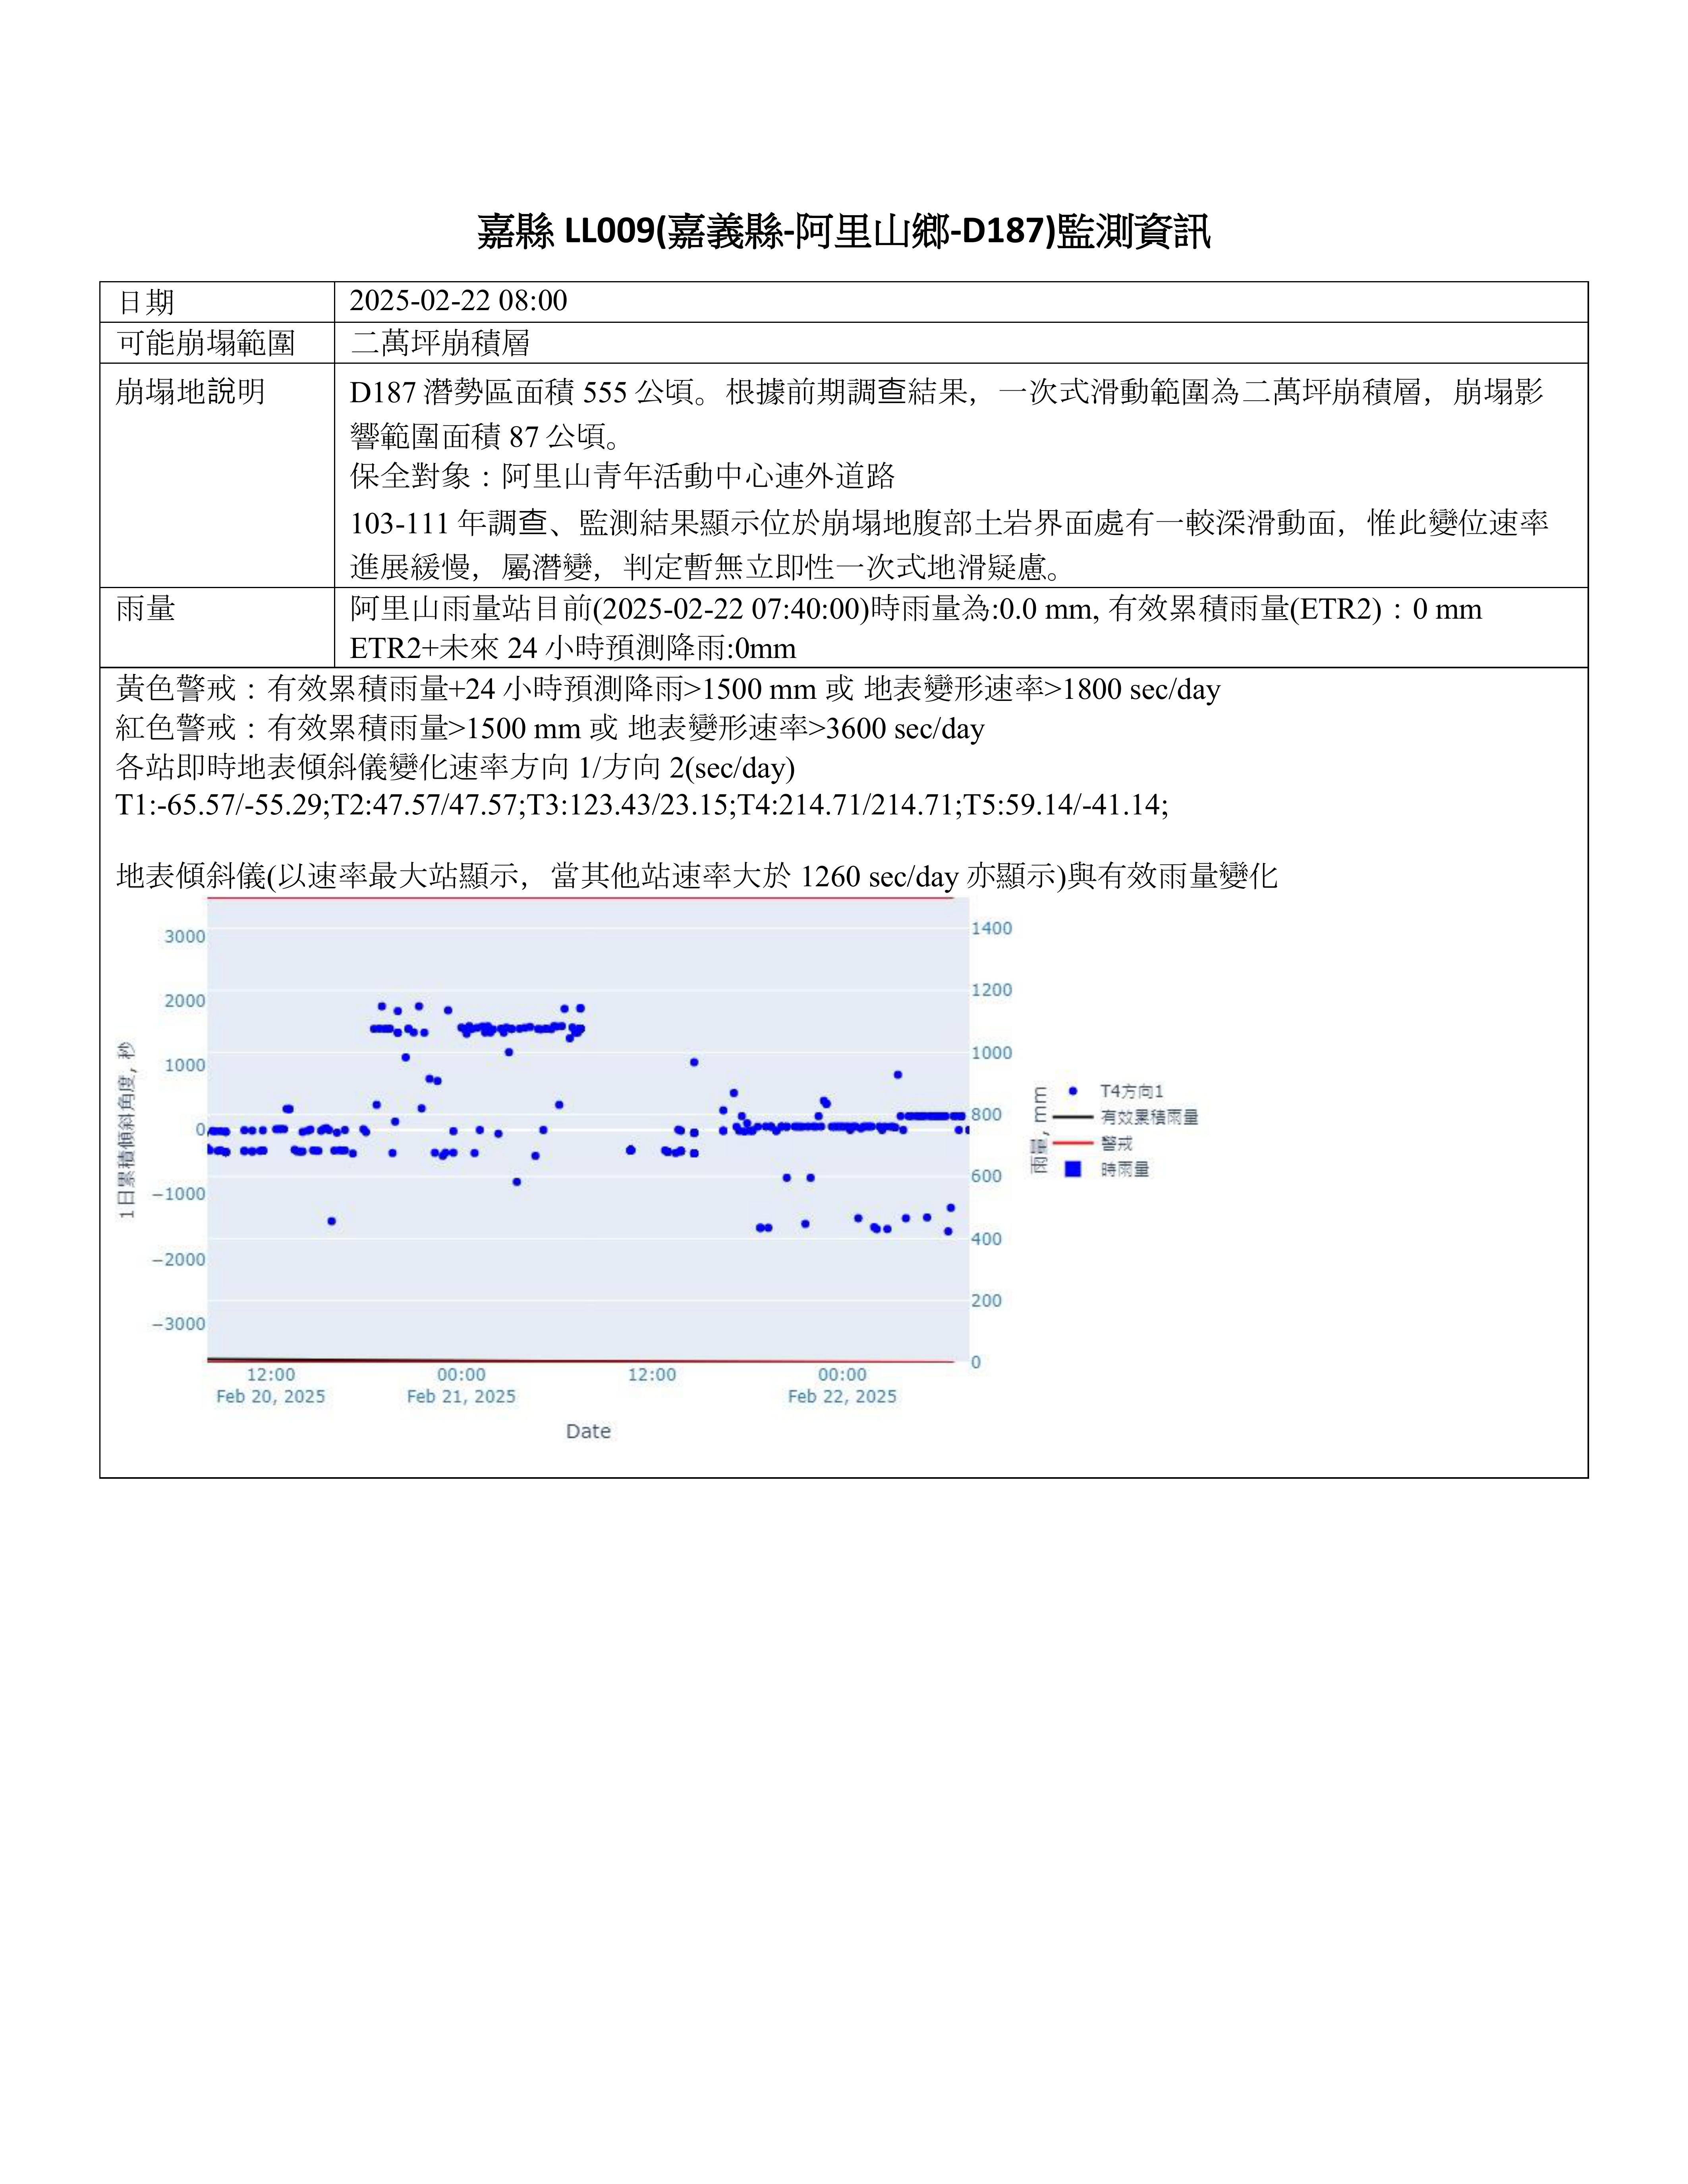 嘉縣 LL009(嘉義縣-阿里山鄉-D187)監測資訊
日期 2025-02-22 08:00
可能崩塌範圍 二萬坪崩積層
崩塌地說明 D187 潛勢區面積 555 公頃。根據前期調查結果，一次式滑動範圍為二萬坪崩積層，崩塌影
響範圍面積 87 公頃。
保全對象：阿里山青年活動中心連外道路
103-111 年調查、監測結果顯示位於崩塌地腹部土岩界面處有一較深滑動面，惟此變位速率
進展緩慢，屬潛變，判定暫無立即性一次式地滑疑慮。
雨量 阿里山雨量站目前(2025-02-22 07:40:00)時雨量為:0.0 mm, 有效累積雨量(ETR2)：0 mm
ETR2+未來 24 小時預測降雨:0mm
黃色警戒：有效累積雨量+24 小時預測降雨>1500 mm 或 地表變形速率>1800 sec/day
紅色警戒：有效累積雨量>1500 mm 或 地表變形速率>3600 sec/day
各站即時地表傾斜儀變化速率方向 1/方向 2(sec/day)
T1:-65.57/-55.29;T2:47.57/47.57;T3:123.43/23.15;T4:214.71/214.71;T5:59.14/-41.14;
地表傾斜儀(以速率最大站顯示，當其他站速率大於 1260 sec/day 亦顯示)與有效雨量變化
1日累積傾斜角度, 秒
3000
2000
1000
0
−1000
−2000
−3000
1400
1200
1000
800
600
400
200
0
雨量, mm
T4方向1
有效累積雨量
警戒
時雨量
12:00 00:00 12:00 00:00
Feb 20, 2025 Feb 21, 2025 Feb 22, 2025
Date